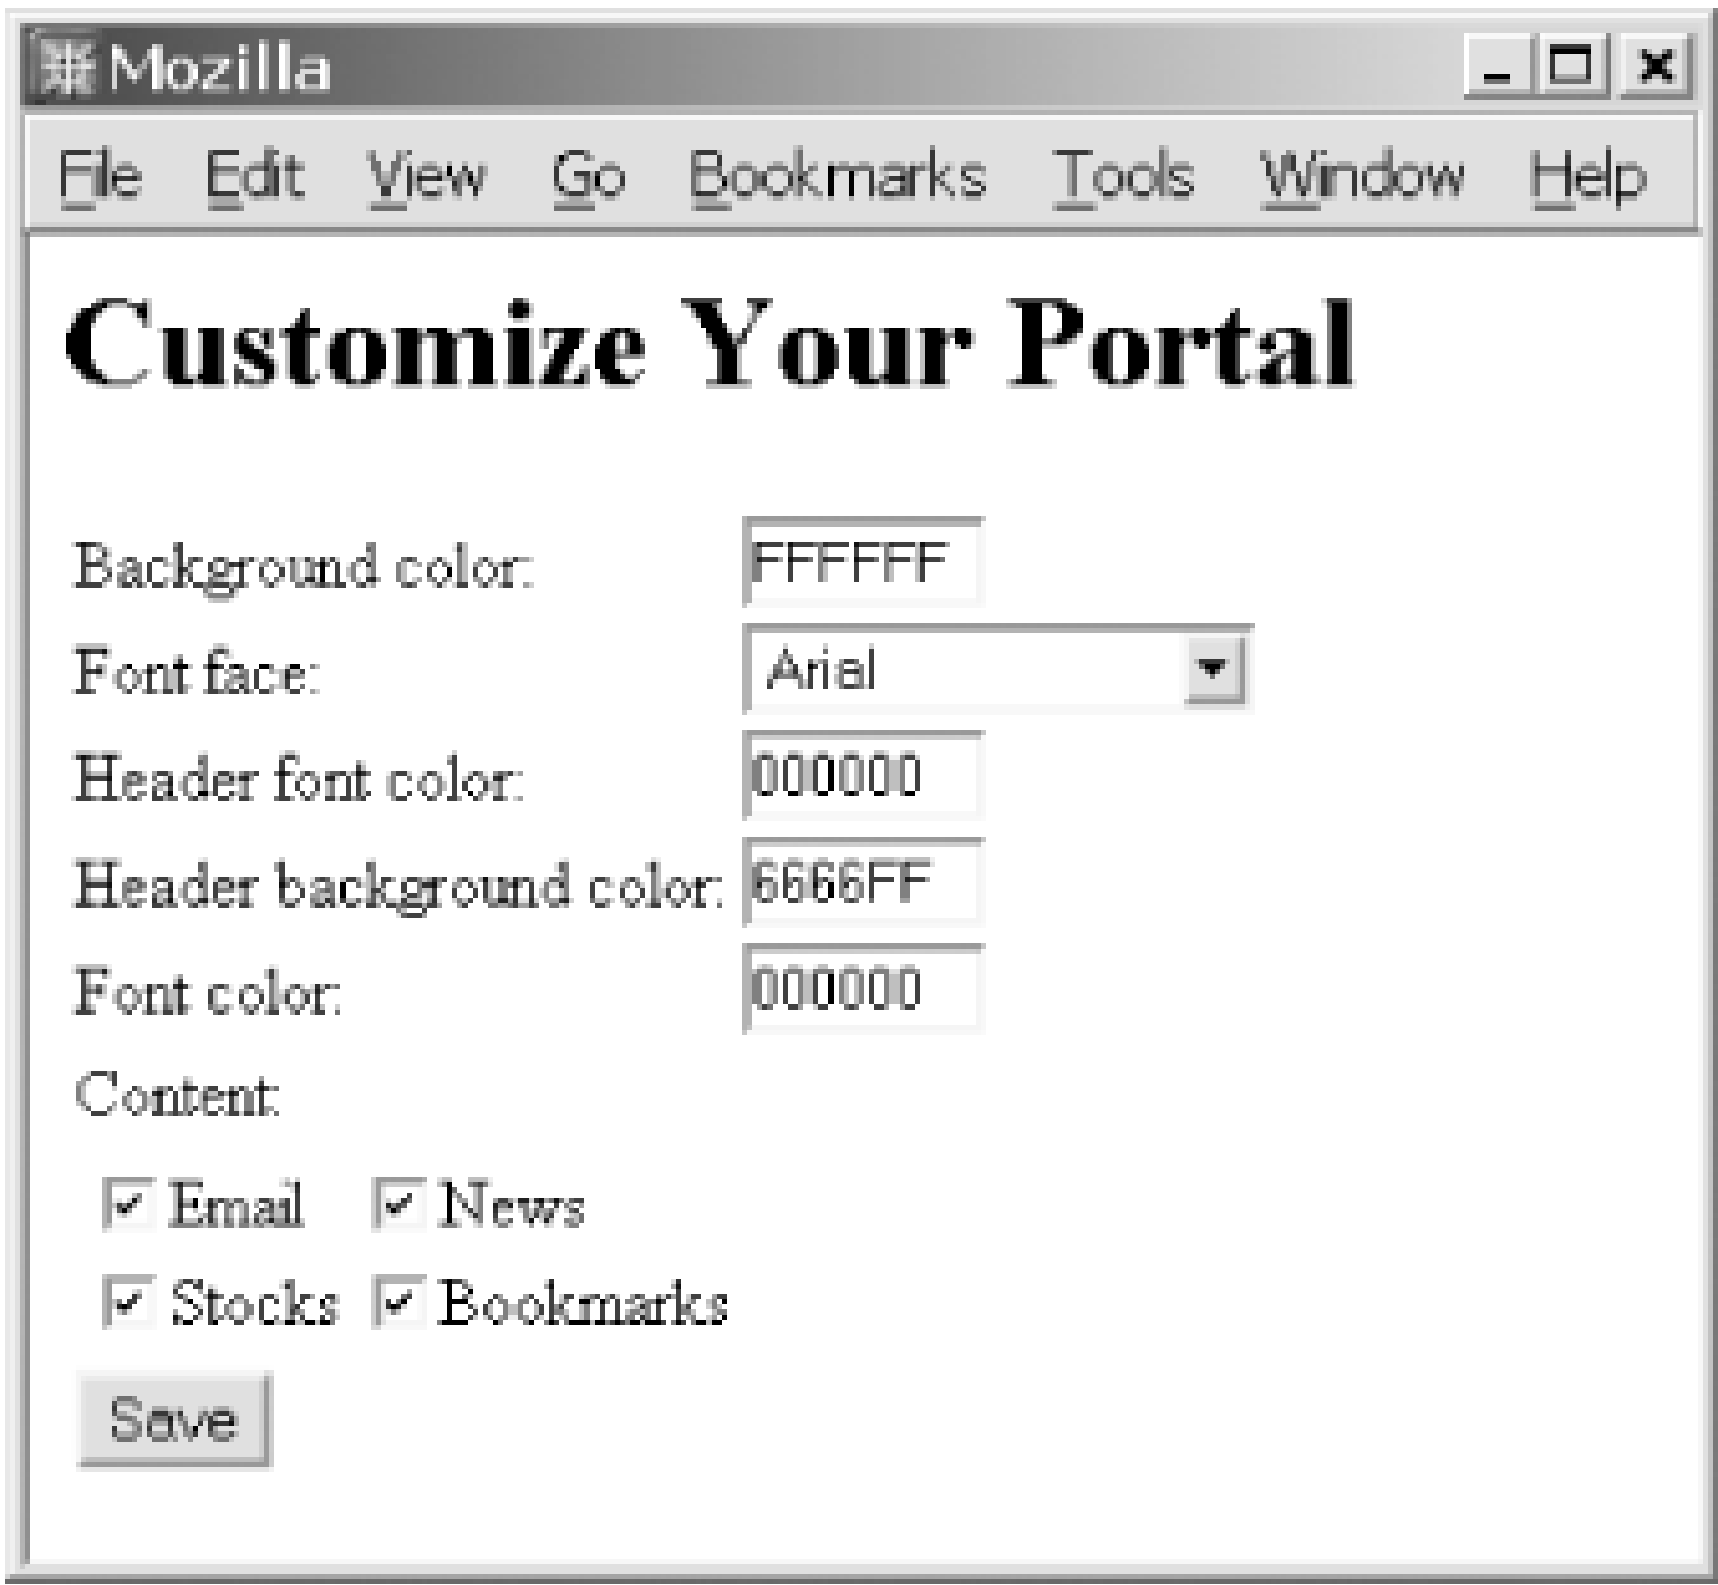 Mozilla
File Edit View Go Bookmarks Tools Window Help
Customize Your Portal
Background color: FFFFFF
Font face: Arial
Header font color: 000000
Header background color: 6666FF
Font color: 000000
Content:
Email News
Stocks Bookmarks
Save